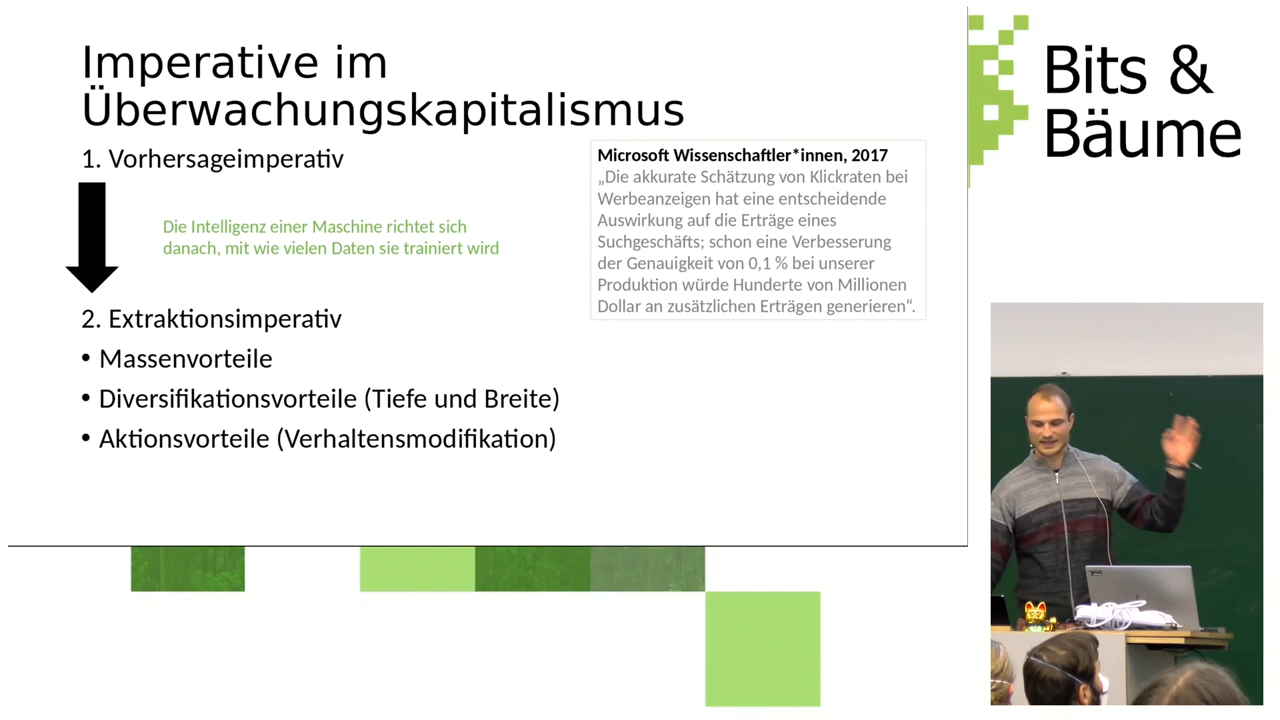 Imperative im
Überwachungskapitalismus
1. Vorhersageimperativ
Die Intelligenz einer Maschine richtet sich
danach, mit wie vielen Daten sie trainiert wird
2. Extraktionsimperativ
• Massenvorteile
• Diversifikationsvorteile (Tiefe und Breite)
• Aktionsvorteile (Verhaltensmodifikation)
Microsoft Wissenschaftler*innen, 2017
„Die akkurate Schätzung von Klickraten bei
Werbeanzeigen hat eine entscheidende
Auswirkung auf die Erträge eines
Suchgeschäfts; schon eine Verbesserung
der Genauigkeit von 0,1 % bei unserer
Produktion würde Hunderte von Millionen
Dollar an zusätzlichen Erträgen generieren“.
Bits &
Bäume